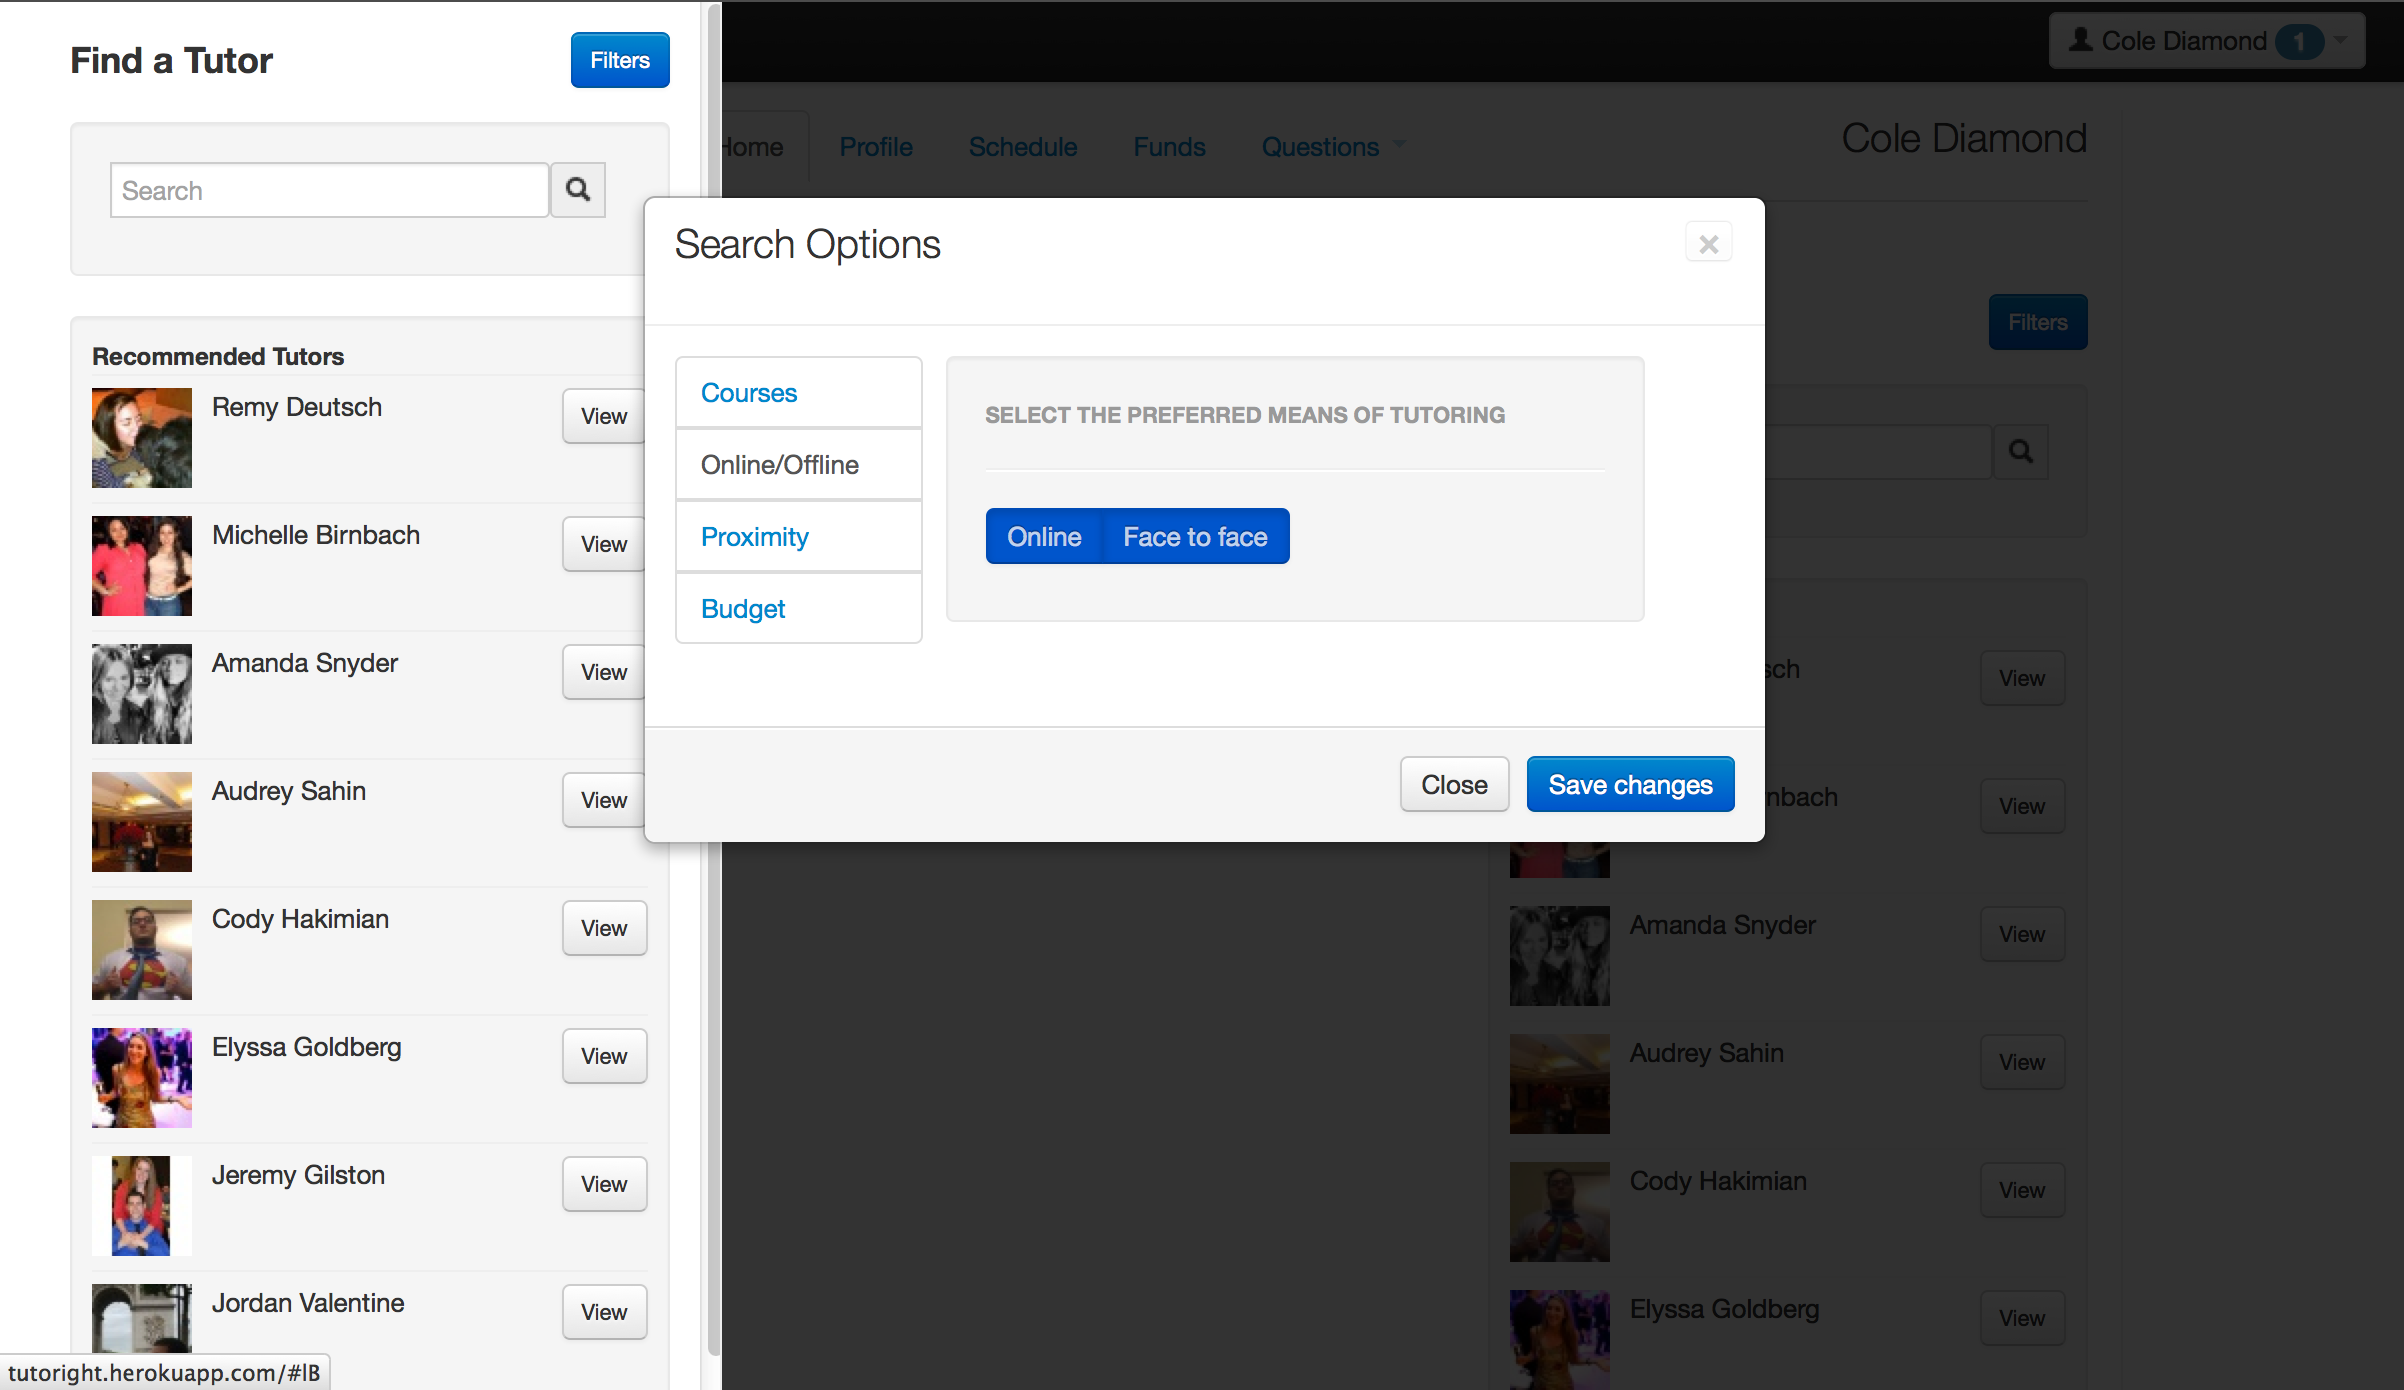 Find a Tutor
Filters
Search
Recommended Tutors
Remy Deutsch
View
Michelle Birnbach
View
Amanda Snyder
View
Audrey Sahin
View
Cody Hakimian
View
Elyssa Goldberg
View
Jeremy Gilston
View
Jordan Valentine
View
tutoright.herokuapp.com/#lB
Cole Diamond 1
Home Profile Schedule Funds Questions
Cole Diamond
Search Options
×
Courses
Online/Offline
Proximity
Budget
SELECT THE PREFERRED MEANS OF TUTORING
Online Face to face
Close Save changes
Filters
sch
View
nbach
View
Amanda Snyder
View
Audrey Sahin
View
Cody Hakimian
View
Elyssa Goldberg
View